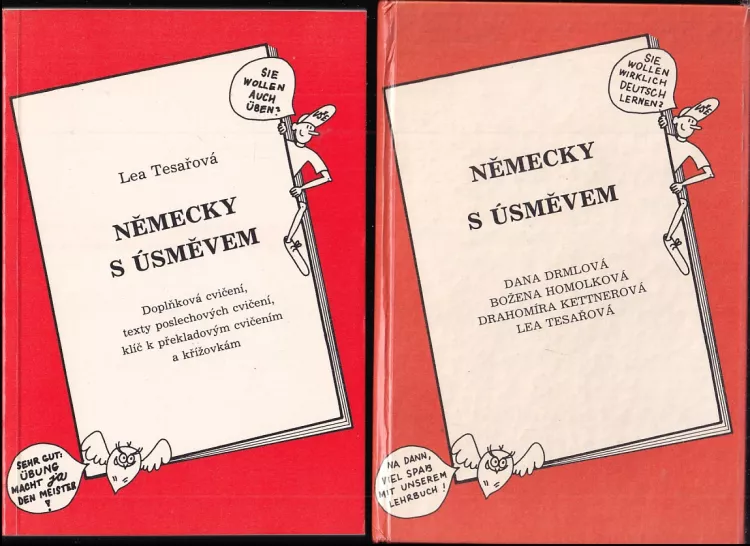 SIE
WOLLEN
AUCH
ÜBEN?
VŠE
Lea Tesařová
NĚMECKY
S ÚSMĚVEM
Doplňková cvičení,
texty poslechových cvičení,
klíč k překladovým cvičením
a křížovkám
SEHR GUT:
ÜBUNG
MACHT ja
DEN MEISTER
!
SIE
WOLLEN
WIRKLICH
DEUTSCH
LERNEN?
VŠE
NĚMECKY
S ÚSMĚVEM
DANA DRMLOVÁ
BOŽENA HOMOLKOVÁ
DRAHOMÍRA KETTNEROVÁ
LEA TESAŘOVÁ
NA DANN,
VIEL SPAß
MIT UNSEREM
LEHRBUCH!